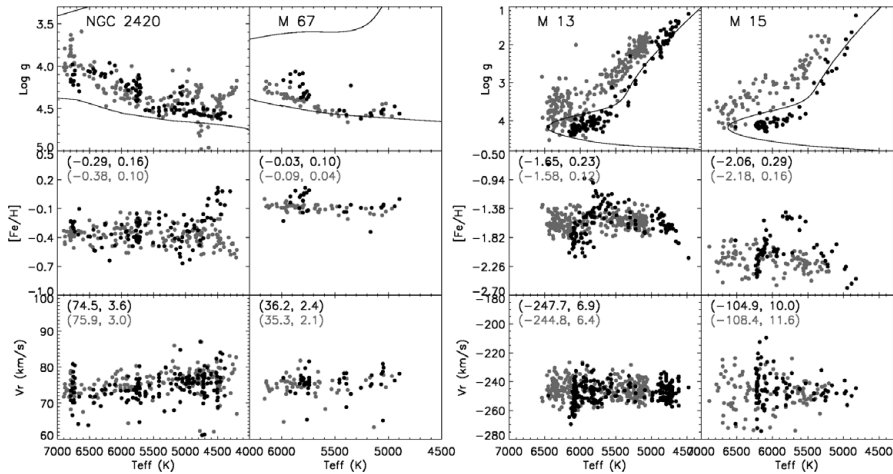 NGC 2420
M 67
3.5
4.0
4.5
5.0
Log g
0.5
0.2
-0.1
-0.4
-0.7
-1.0
[Fe/H]
(-0.29, 0.16)
(-0.38, 0.10)
(-0.03, 0.10)
(-0.09, 0.04)
100
90
80
70
60
Vr (km/s)
(74.5, 3.6)
(75.9, 3.0)
(36.2, 2.4)
(35.3, 2.1)
7000 6500 6000 5500 5000 4500 4000
6500 6000 5500 5000 4500
Teff (K)
Teff (K)
M 13
M 15
1
2
3
4
Log g
-0.50
-0.94
-1.38
-1.82
-2.26
-2.70
[Fe/H]
(-1.65, 0.23)
(-1.58, 0.12)
(-2.06, 0.29)
(-2.18, 0.16)
-180
-200
-220
-240
-260
-280
Vr (km/s)
(-247.7, 6.9)
(-244.8, 6.4)
(-104.9, 10.0)
(-108.4, 11.6)
7000 6500 6000 5500 5000 4500
6500 6000 5500 5000 4500
Teff (K)
Teff (K)